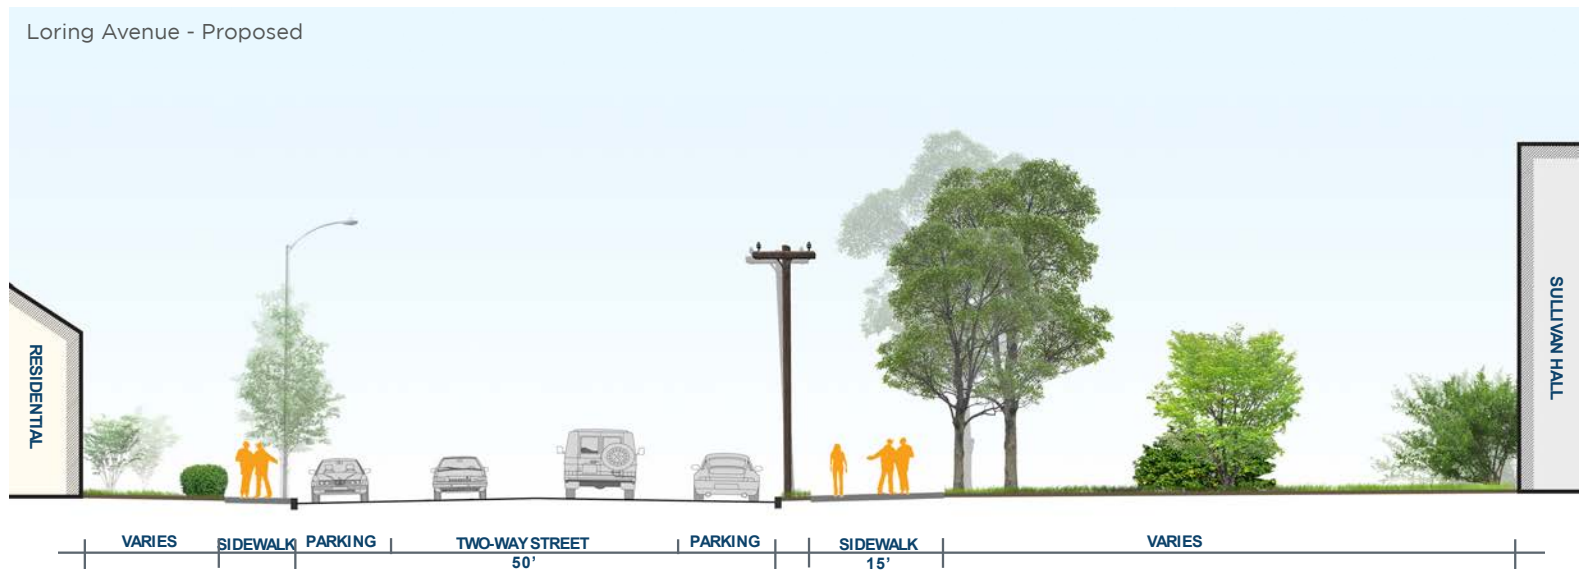 Loring Avenue - Proposed
RESIDENTIAL
SULLIVAN HALL
VARIES
SIDEWALK
PARKING
TWO-WAY STREET
50'
PARKING
SIDEWALK
15'
VARIES